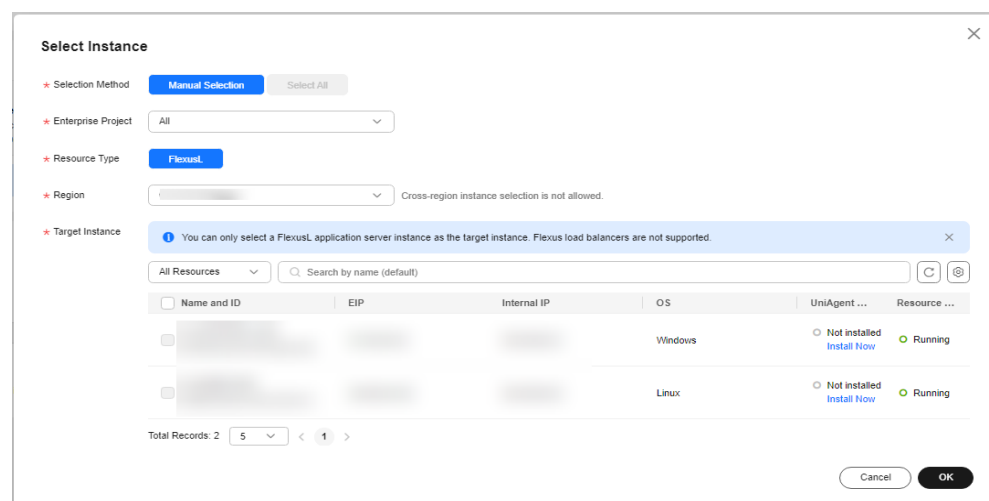 Select Instance
* Selection Method Manual Selection Select All
* Enterprise Project All
* Resource Type FlexusL
* Region Cross-region instance selection is not allowed.
* Target Instance You can only select a FlexusL application server instance as the target instance. Flexus load balancers are not supported.
All Resources Search by name (default)
Name and ID EIP Internal IP OS UniAgent ... Resource ...
Windows Not installed Running
Install Now
Linux Not installed Running
Install Now
Total Records: 2 5 < 1 >
Cancel OK